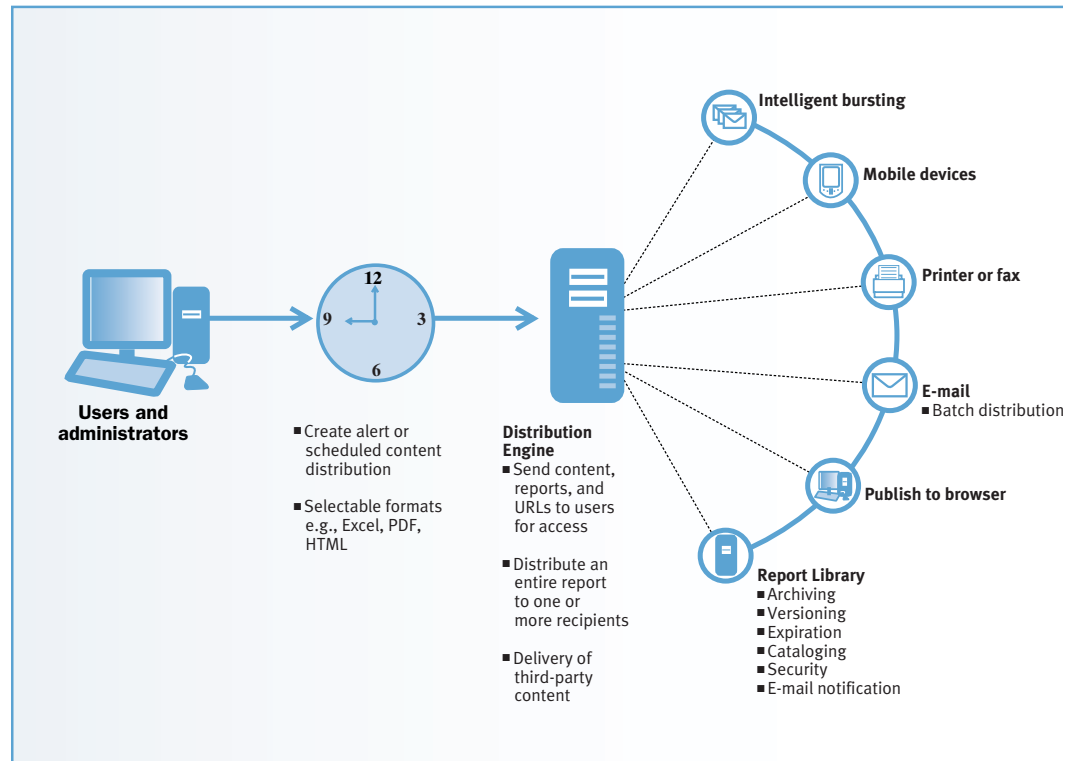 Users and
administrators
12
9
3
6
■ Create alert or
scheduled content
distribution
■ Selectable formats
e.g., Excel, PDF,
HTML
Distribution
Engine
■ Send content,
reports, and
URLs to users
for access
■ Distribute an
entire report
to one or
more recipients
■ Delivery of
third-party
content
Intelligent bursting
Mobile devices
Printer or fax
E-mail
■ Batch distribution
Publish to browser
Report Library
■ Archiving
■ Versioning
■ Expiration
■ Cataloging
■ Security
■ E-mail notification